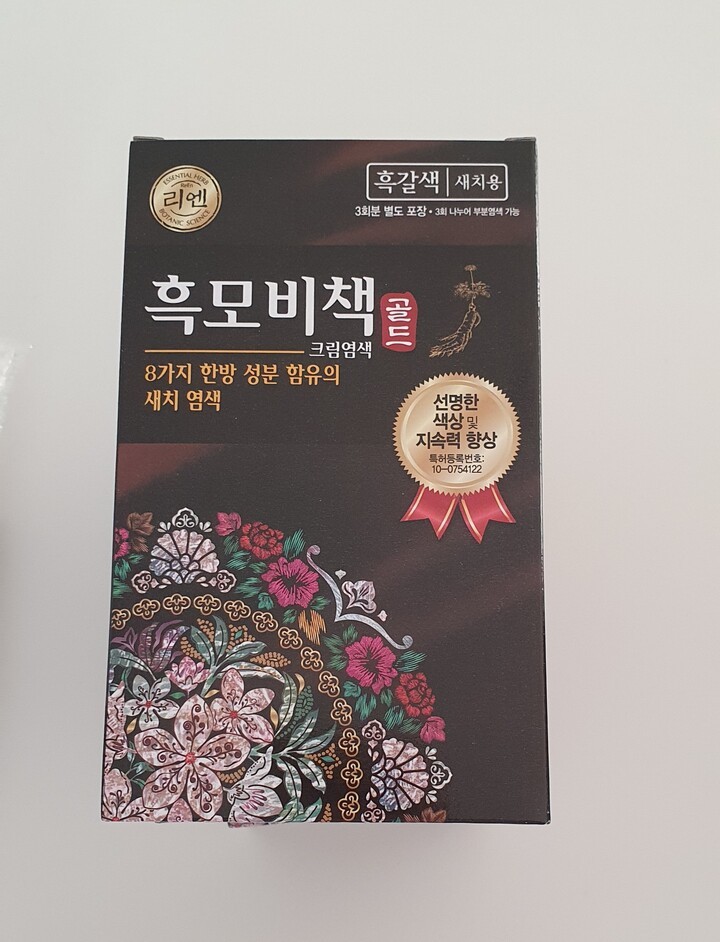 ESSENTIAL HERB
ReEn
리엔
BOTANIC SCIENCE
흑갈색 | 새치용
3회분 별도 포장 • 3회 나누어 부분염색 가능
흑모비책
골드
크림염색
8가지 한방 성분 함유의
새치 염색
선명한
색상 및
지속력 향상
특허등록번호:
10-0754122